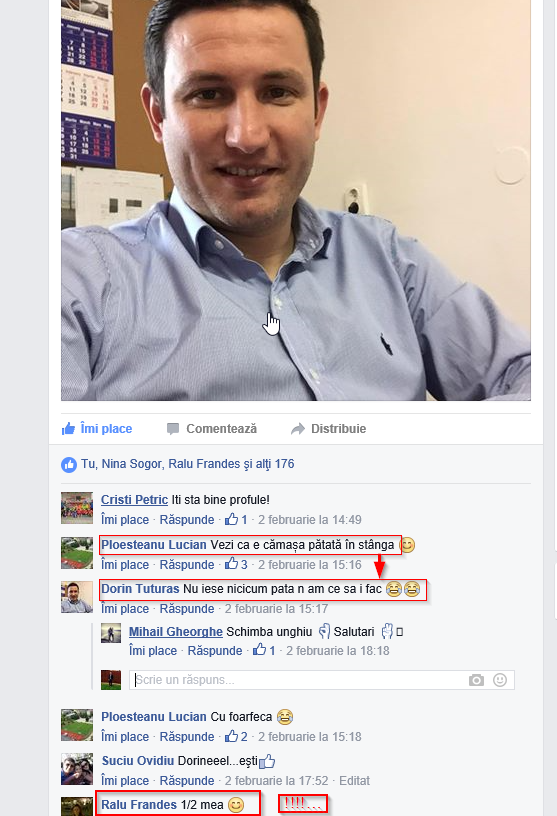 Îmi place Comentează Distribuie
Tu, Nina Sogor, Ralu Frandes și alți 176
Cristi Petric Iti sta bine profule!
Îmi place · Răspunde · 1 · 2 februarie la 14:49
Ploesteanu Lucian Vezi ca e cămașa pătată în stânga 😊
Îmi place · Răspunde · 3 · 2 februarie la 15:16
Dorin Tuturas Nu iese nicicum pata n am ce sa i fac 😂😂
Îmi place · Răspunde · 2 februarie la 15:17
Mihail Gheorghe Schimba unghiu Salutari
Îmi place · Răspunde · 1 · 2 februarie la 18:18
Scrie un răspuns...
Ploesteanu Lucian Cu foarfeca 😂
Îmi place · Răspunde · 2 · 2 februarie la 15:18
Suciu Ovidiu Dorineeel...ești
Îmi place · Răspunde · 2 februarie la 17:52 · Editat
Ralu Frandes 1/2 mea 😊 !!!!...